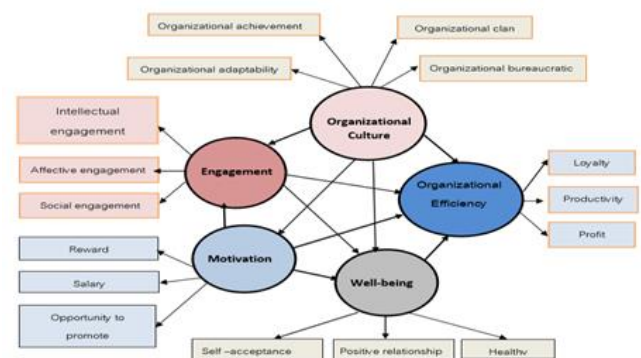 Organizational achievement
Organizational clan
Organizational adaptability
Organizational bureaucratic
Intellectual
engagement
Organizational
Culture
Affective engagement
Engagement
Organizational
Efficiency
Loyalty
Social engagement
Productivity
Reward
Profit
Salary
Motivation
Well-being
Opportunity to
promote
Self –acceptance
Positive relationship
Healthy